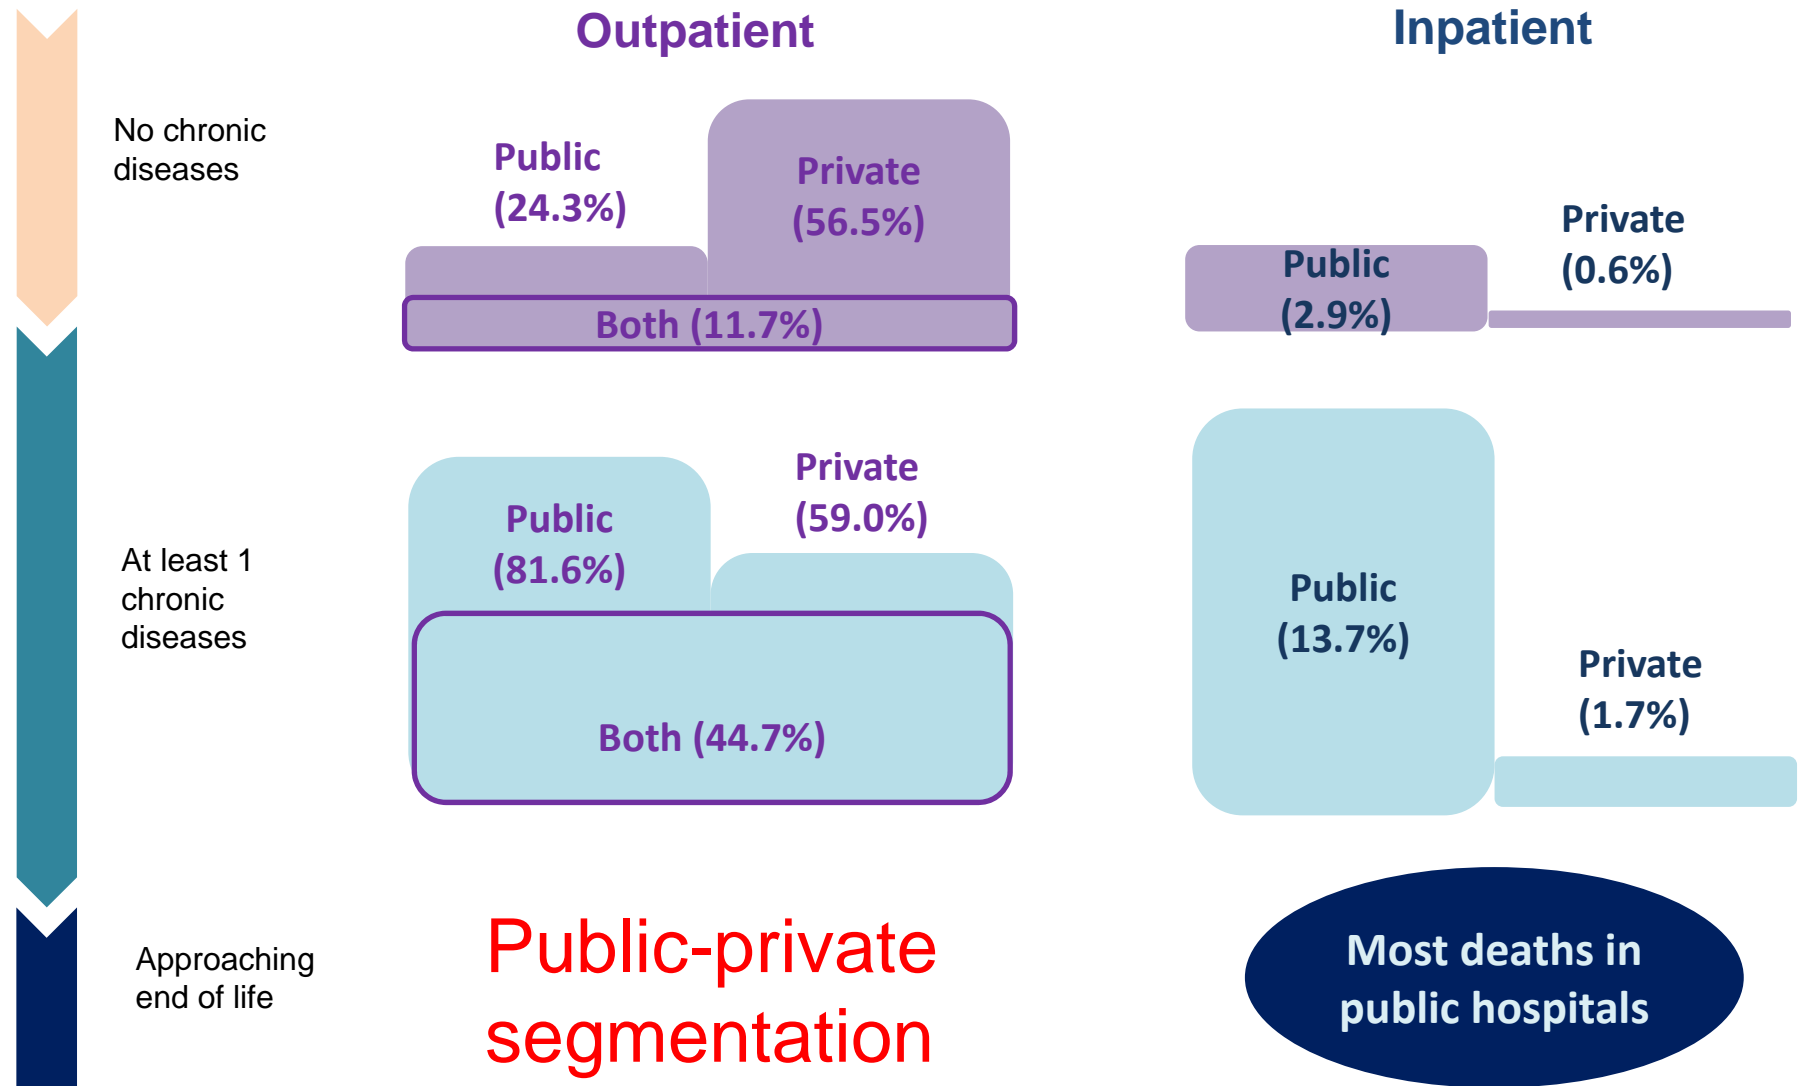 Outpatient
Inpatient
No chronic
diseases
Public
(24.3%)
Private
(56.5%)
Both (11.7%)
Public
(2.9%)
Private
(0.6%)
At least 1
chronic
diseases
Public
(81.6%)
Private
(59.0%)
Both (44.7%)
Public
(13.7%)
Private
(1.7%)
Approaching
end of life
Public-private
segmentation
Most deaths in
public hospitals